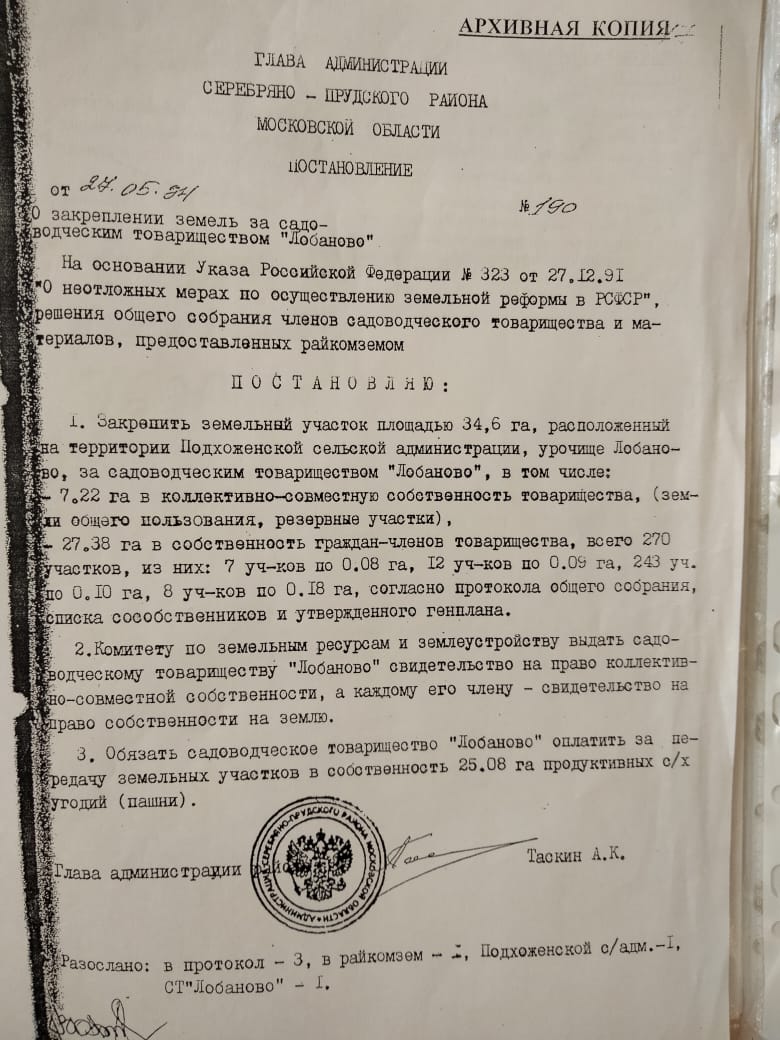 АРХИВНАЯ КОПИЯ
ГЛАВА АДМИНИСТРАЦИИ
СЕРЕБРЯНО – ПРУДСКОГО РАЙОНА
МОСКОВСКОЙ ОБЛАСТИ
ПОСТАНОВЛЕНИЕ
от 27.05.94 № 190
О закреплении земель за садо-
водческим товариществом "Лобаново".
На основании Указа Российской Федерации № 323 от 27.12.91
"О неотложных мерах по осуществлению земельной реформы в РСФСР",
решения общего собрания членов садоводческого товарищества и ма-
териалов, предоставленных райкомземом
ПОСТАНОВЛЯЮ:
1. Закрепить земельный участок площадью 34,6 га, расположенный
на территории Подхоженской сельской администрации, урочище Лобано-
во, за садоводческим товариществом "Лобаново", в том числе:
– 7.22 га в коллективно-совместную собственность товарищества, (зем-
ли общего пользования, резервные участки),
– 27.38 га в собственность граждан-членов товарищества, всего 270
участков, из них: 7 уч-ков по 0.08 га, 12 уч-ков по 0.09 га, 243 уч.
по 0.10 га, 8 уч-ков по 0.18 га, согласно протокола общего собрания,
списка сособственников и утвержденного генплана.
2.Комитету по земельным ресурсам и землеустройству выдать садо-
водческому товариществу "Лобаново" свидетельство на право коллектив-
но-совместной собственности, а каждому его члену – свидетельство на
право собственности на землю.
3. Обязать садоводческое товарищество "Лобаново" оплатить за пе-
редачу земельных участков в собственность 25.08 га продуктивных с/х
угодий (пашни).
Глава администрации района Таскин А.К.
АДМИНИСТРАЦИЯ СЕРЕБРЯНО-ПРУДСКОГО РАЙОНА МОСКОВСКОЙ ОБЛАСТИ
Разослано: в протокол – 3, в райкомзем – I, Подхоженской с/адм.-I,
СТ"Лобаново" – I.